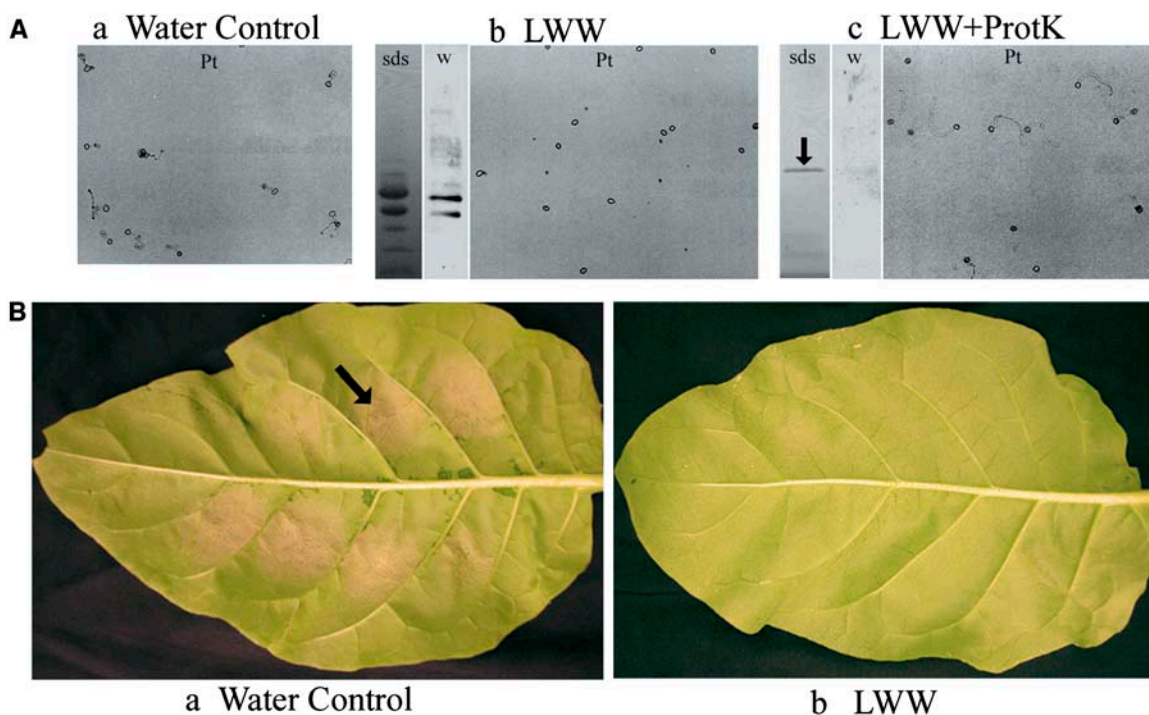 A
a Water Control
b LWW
c LWW+ProtK
Pt
sds
w
Pt
sds
w
Pt
B
a Water Control
b LWW